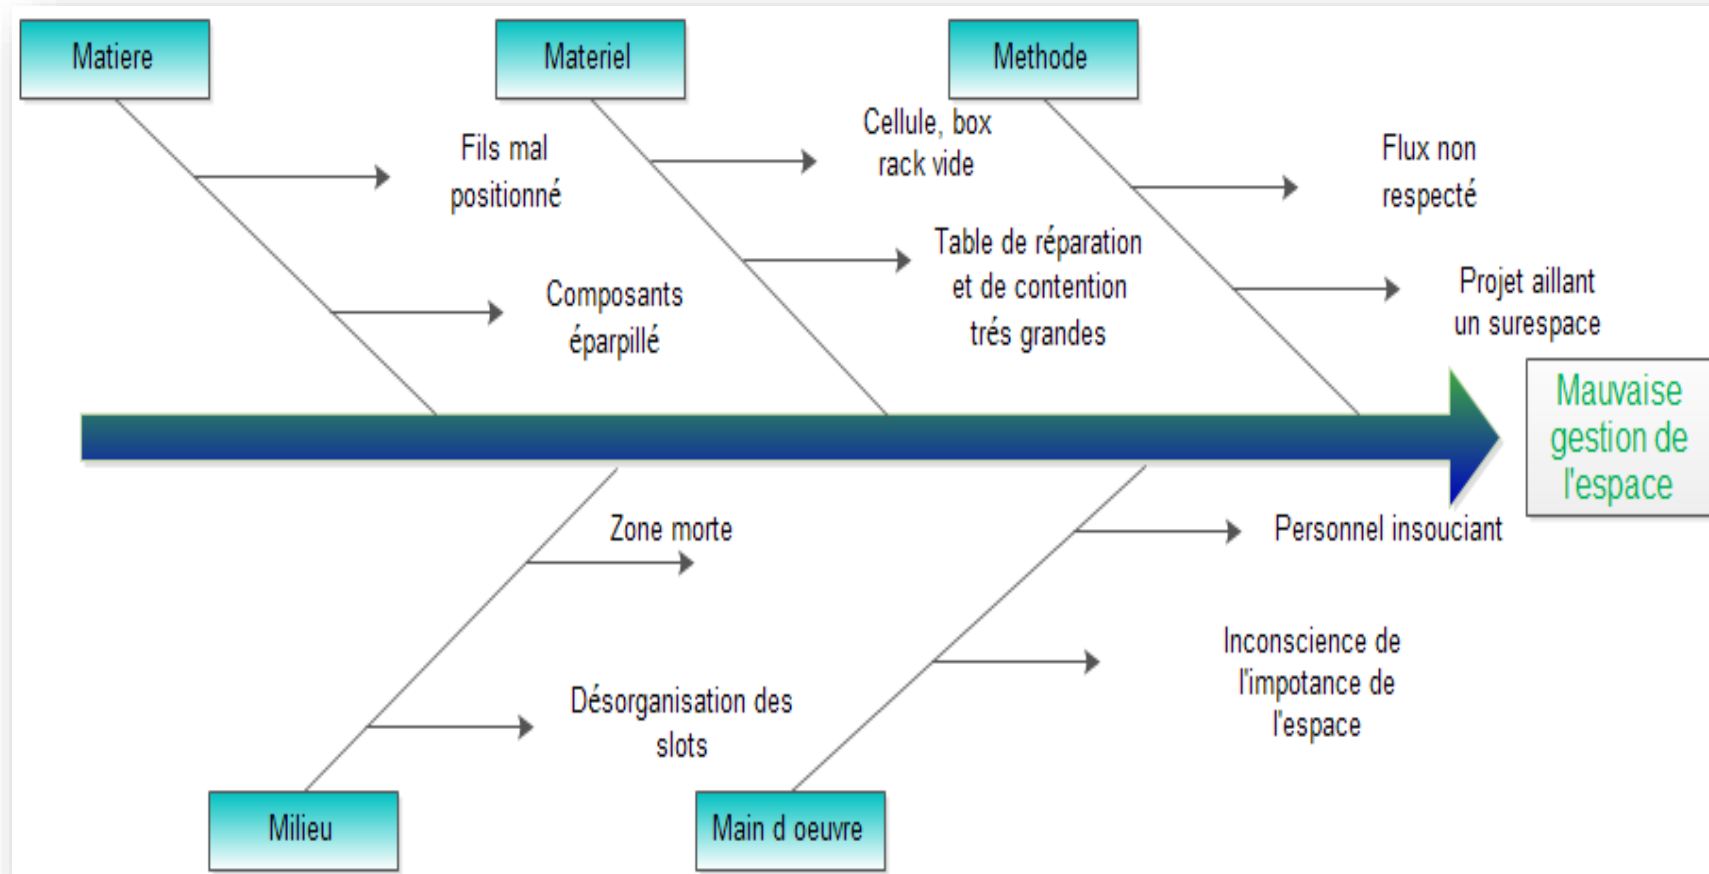 Matiere
Materiel
Methode
Fils mal
positionné
Cellule, box
rack vide
Flux non
respecté
Composants
éparpillé
Table de réparation
et de contention
trés grandes
Projet aillant
un surespace
Mauvaise
gestion de
l'espace
Zone morte
Personnel insouciant
Désorganisation des
slots
Inconscience de
l'impotance de
l'espace
Milieu
Main d oeuvre